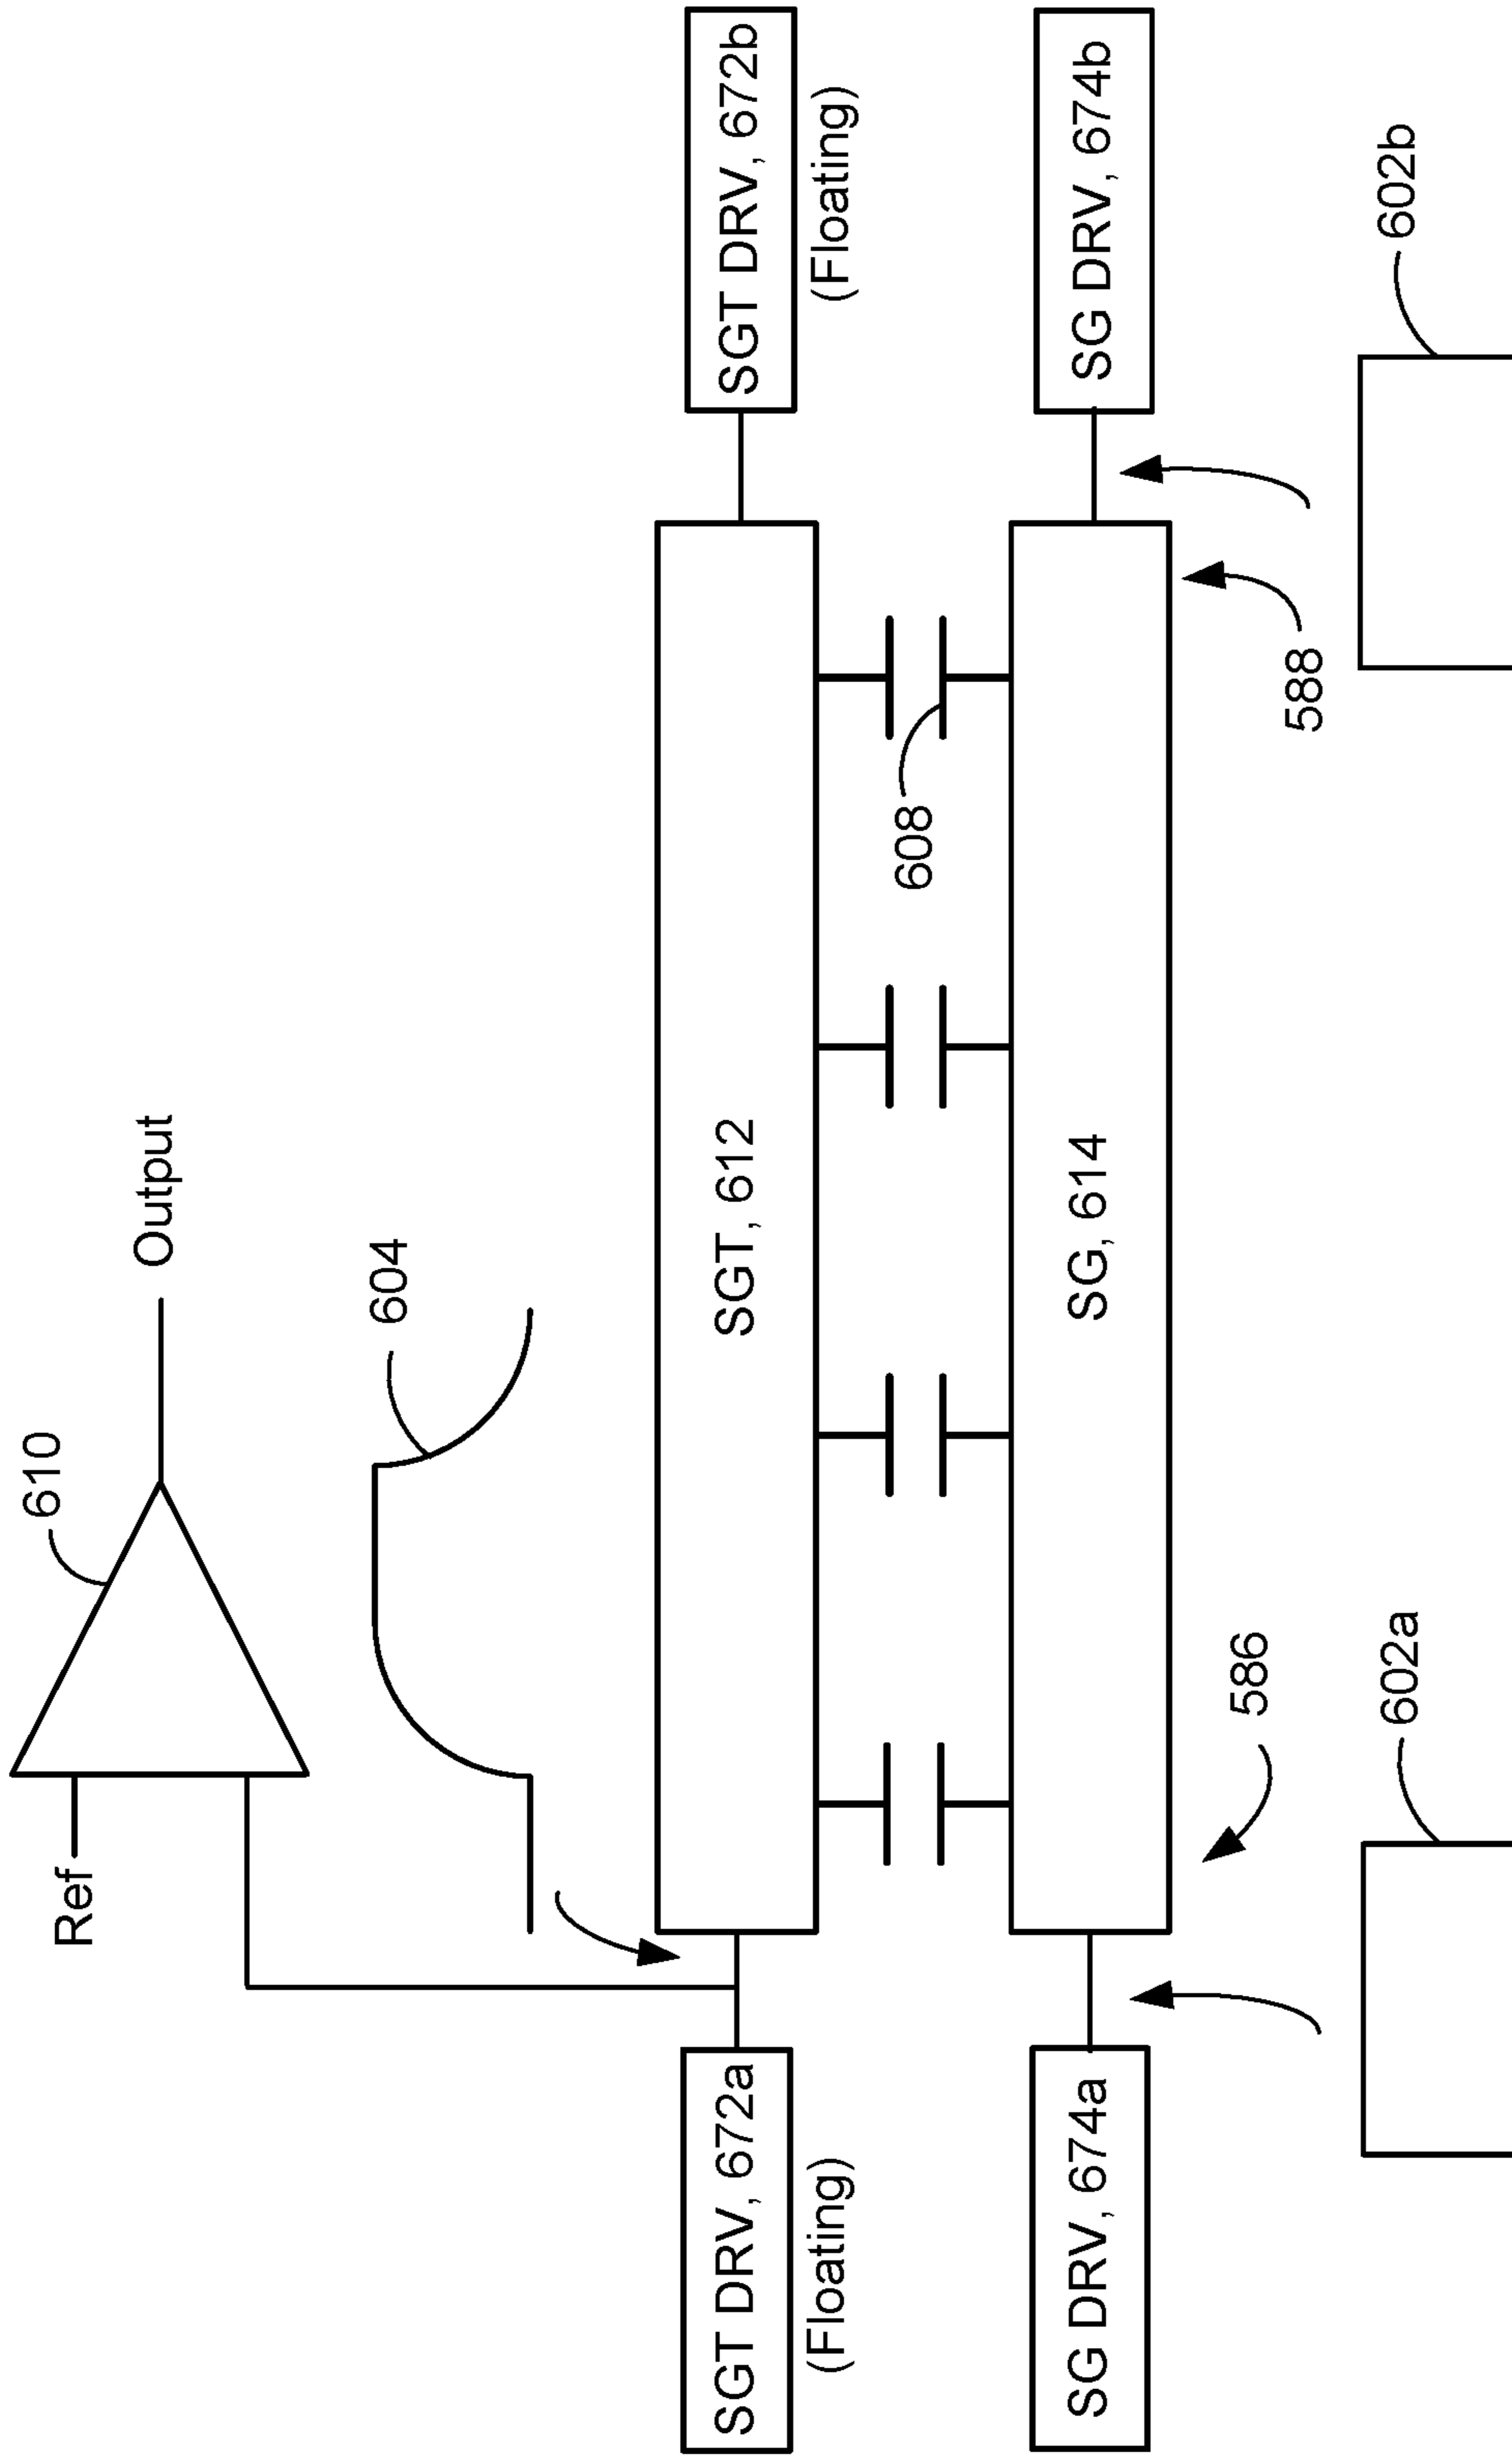 610
Ref
Output
604
SGT DRV, 672a
(Floating)
SGT, 612
SGT DRV, 672b
(Floating)
608
SG DRV, 674a
SG, 614
SG DRV, 674b
586
588
602a
602b